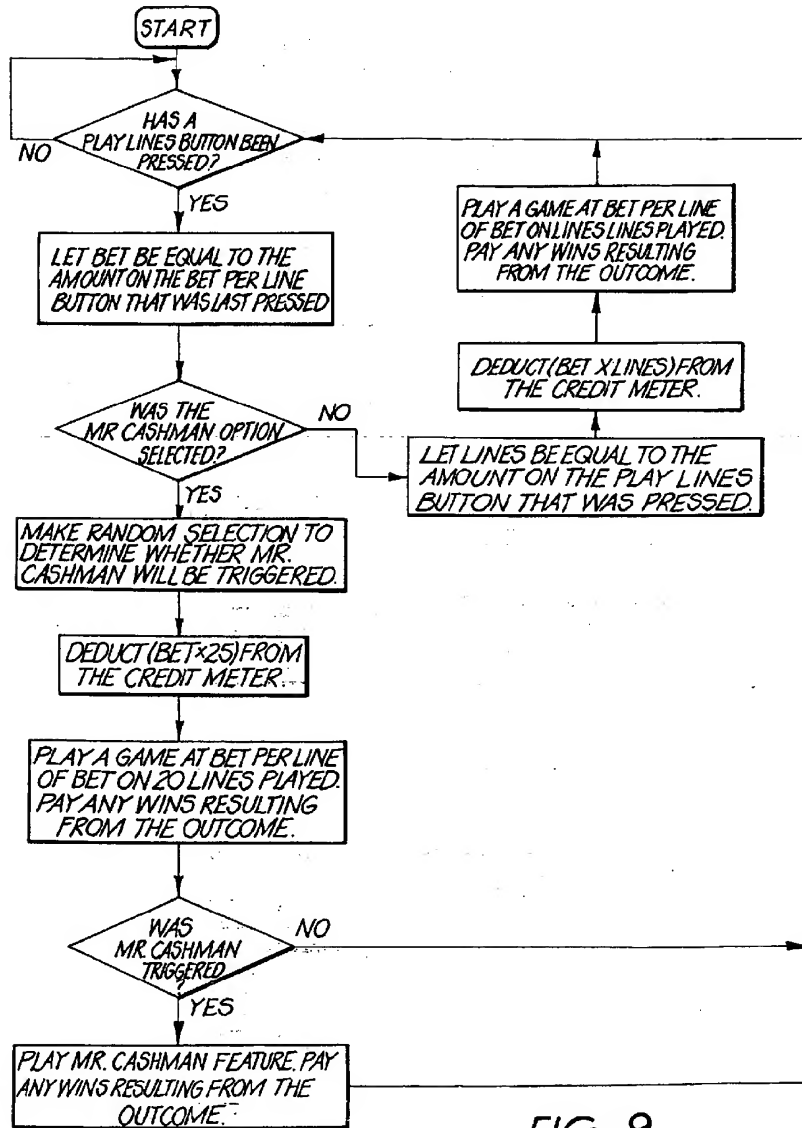 START
HAS A
PLAY LINES BUTTON BEEN
PRESSED?
NO
YES
LET BET BE EQUAL TO THE
AMOUNT ON THE BET PER LINE
BUTTON THAT WAS LAST PRESSED
WAS THE
MR CASHMAN OPTION
SELECTED?
NO
YES
LET LINES BE EQUAL TO THE
AMOUNT ON THE PLAY LINES
BUTTON THAT WAS PRESSED.
DEDUCT (BET X LINES) FROM
THE CREDIT METER.
PLAY A GAME AT BET PER LINE
OF BET ON LINES LINES PLAYED.
PAY ANY WINS RESULTING
FROM THE OUTCOME.
MAKE RANDOM SELECTION TO
DETERMINE WHETHER MR.
CASHMAN WILL BE TRIGGERED.
DEDUCT (BET×25) FROM
THE CREDIT METER.
PLAY A GAME AT BET PER LINE
OF BET ON 20 LINES PLAYED.
PAY ANY WINS RESULTING
FROM THE OUTCOME.
WAS
MR. CASHMAN
TRIGGERED
?
NO
YES
PLAY MR. CASHMAN FEATURE. PAY
ANY WINS RESULTING FROM THE
OUTCOME.
FIG. 9